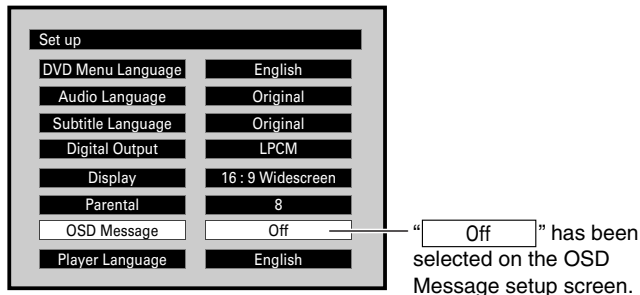 Set up
DVD Menu Language English
Audio Language Original
Subtitle Language Original
Digital Output LPCM
Display 16 : 9 Widescreen
Parental 8
OSD Message Off
Player Language English
“ Off ” has been
selected on the OSD
Message setup screen.